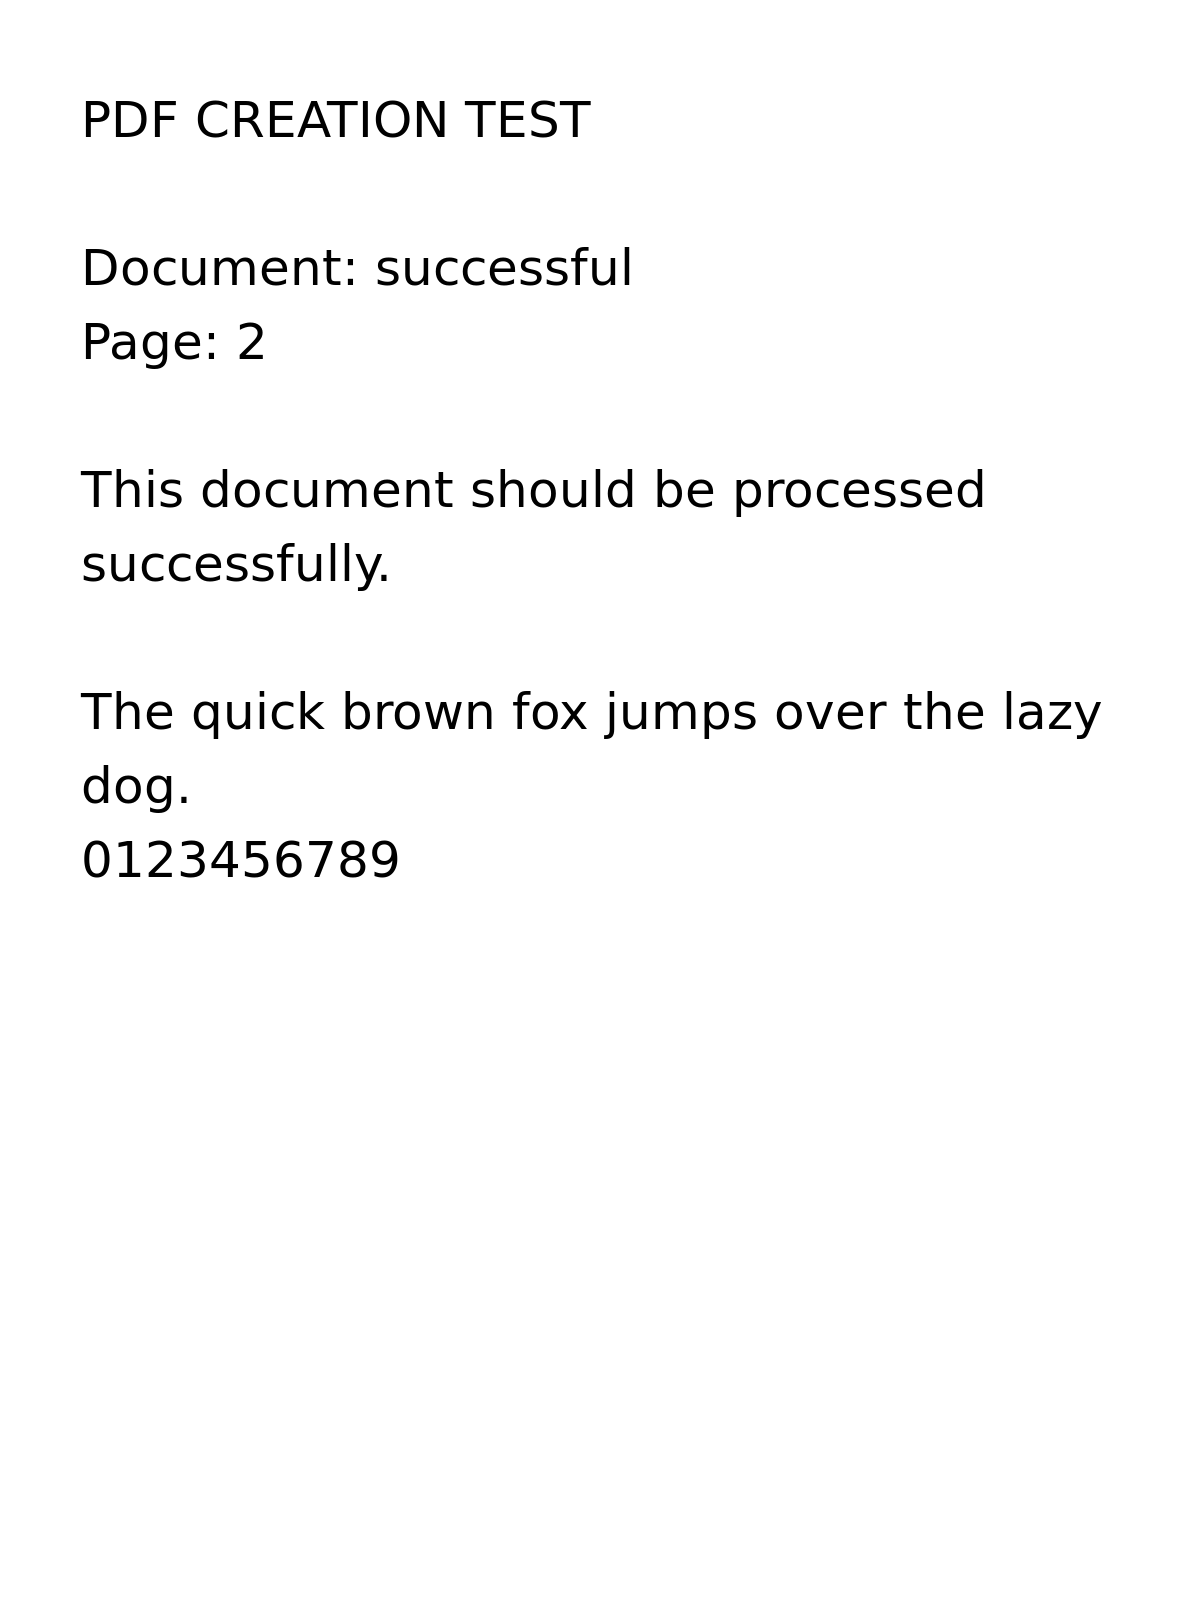 PDF CREATION TEST
Document: successful
Page: 2
This document should be processed
successfully.
The quick brown fox jumps over the lazy
dog.
0123456789